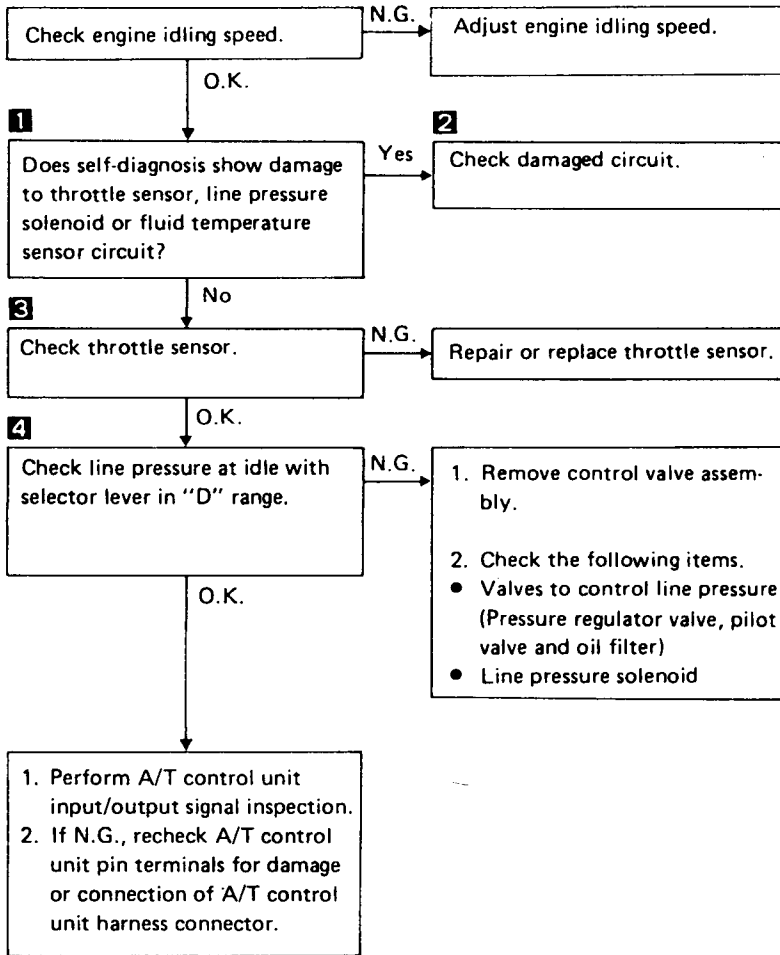 Check engine idling speed.
N.G.
Adjust engine idling speed.
O.K.
1
Does self-diagnosis show damage
to throttle sensor, line pressure
solenoid or fluid temperature
sensor circuit?
Yes
2
Check damaged circuit.
No
3
Check throttle sensor.
N.G.
Repair or replace throttle sensor.
O.K.
4
Check line pressure at idle with
selector lever in "D" range.
N.G.
1. Remove control valve assem-
bly.
2. Check the following items.
● Valves to control line pressure
(Pressure regulator valve, pilot
valve and oil filter)
● Line pressure solenoid
O.K.
1. Perform A/T control unit
input/output signal inspection.
2. If N.G., recheck A/T control
unit pin terminals for damage
or connection of A/T control
unit harness connector.